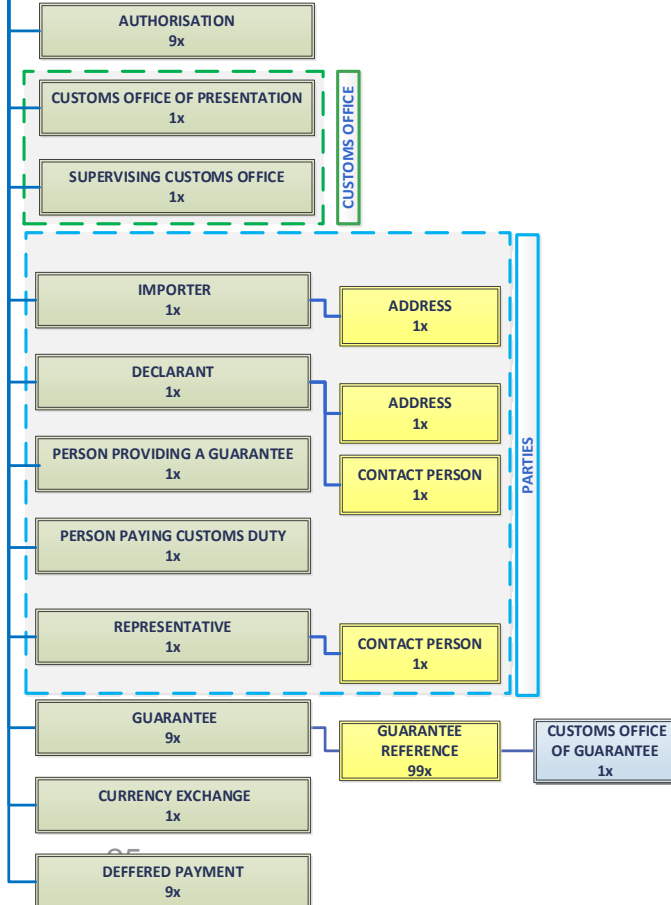 AUTHORISATION
9x
CUSTOMS OFFICE OF PRESENTATION
1x
SUPERVISING CUSTOMS OFFICE
1x
CUSTOMS OFFICE
IMPORTER
1x
ADDRESS
1x
DECLARANT
1x
ADDRESS
1x
PERSON PROVIDING A GUARANTEE
1x
CONTACT PERSON
1x
PARTIES
PERSON PAYING CUSTOMS DUTY
1x
REPRESENTATIVE
1x
CONTACT PERSON
1x
GUARANTEE
9x
GUARANTEE
REFERENCE
99x
CUSTOMS OFFICE
OF GUARANTEE
1x
CURRENCY EXCHANGE
1x
DEFFERED PAYMENT
9x